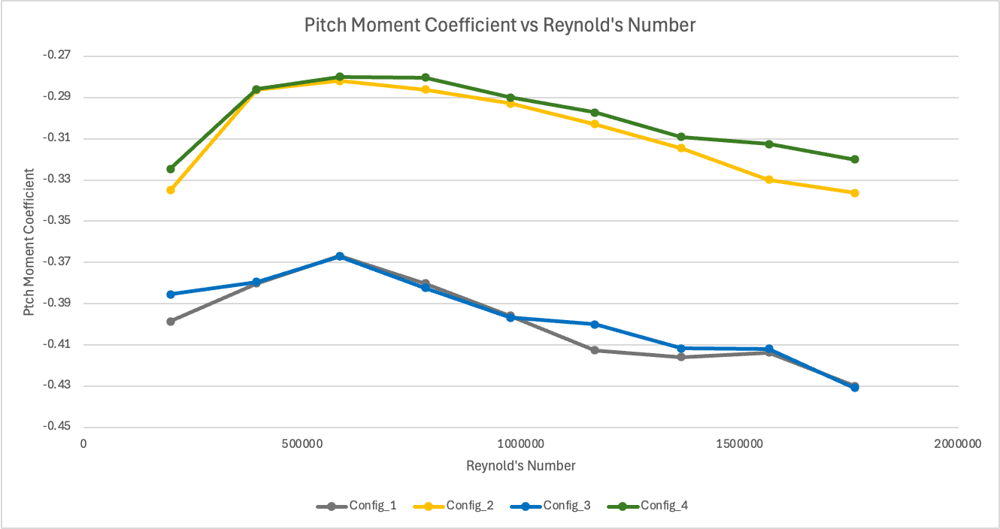 Pitch Moment Coefficient vs Reynold's Number
Ptch Moment Coefficient
-0.27
-0.29
-0.31
-0.33
-0.35
-0.37
-0.39
-0.41
-0.43
-0.45
0 500000 1000000 1500000 2000000
Reynold's Number
Config_1 Config_2 Config_3 Config_4